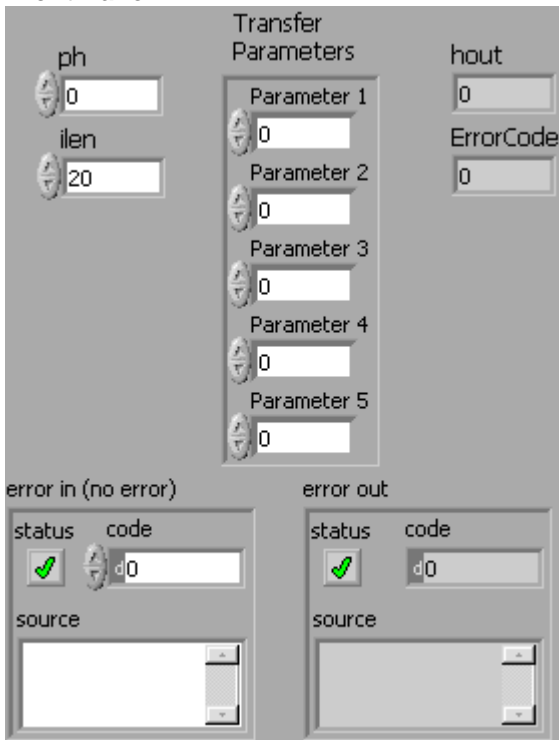 ph
0
ilen
20
Transfer
Parameters
Parameter 1
0
Parameter 2
0
Parameter 3
0
Parameter 4
0
Parameter 5
0
hout
0
ErrorCode
0
error in (no error)
status code
d0
source
error out
status code
d0
source